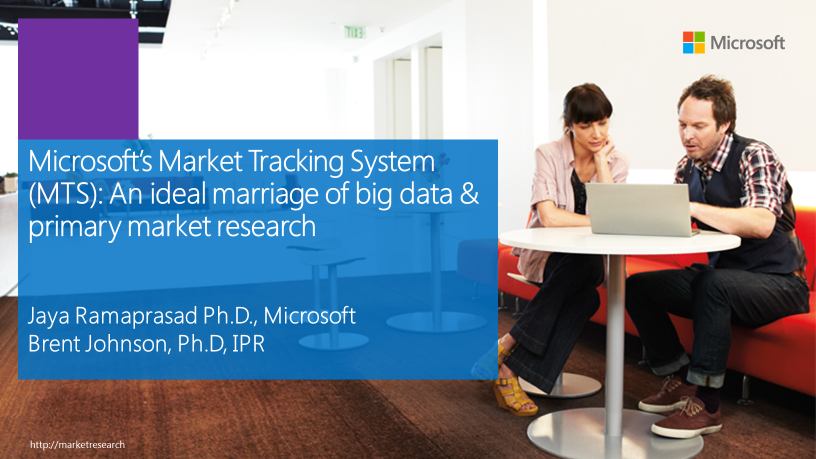 Microsoft
Microsoft's Market Tracking System
(MTS): An ideal marriage of big data &
primary market research
Jaya Ramaprasad Ph.D., Microsoft
Brent Johnson, Ph.D, IPR
http://marketresearch